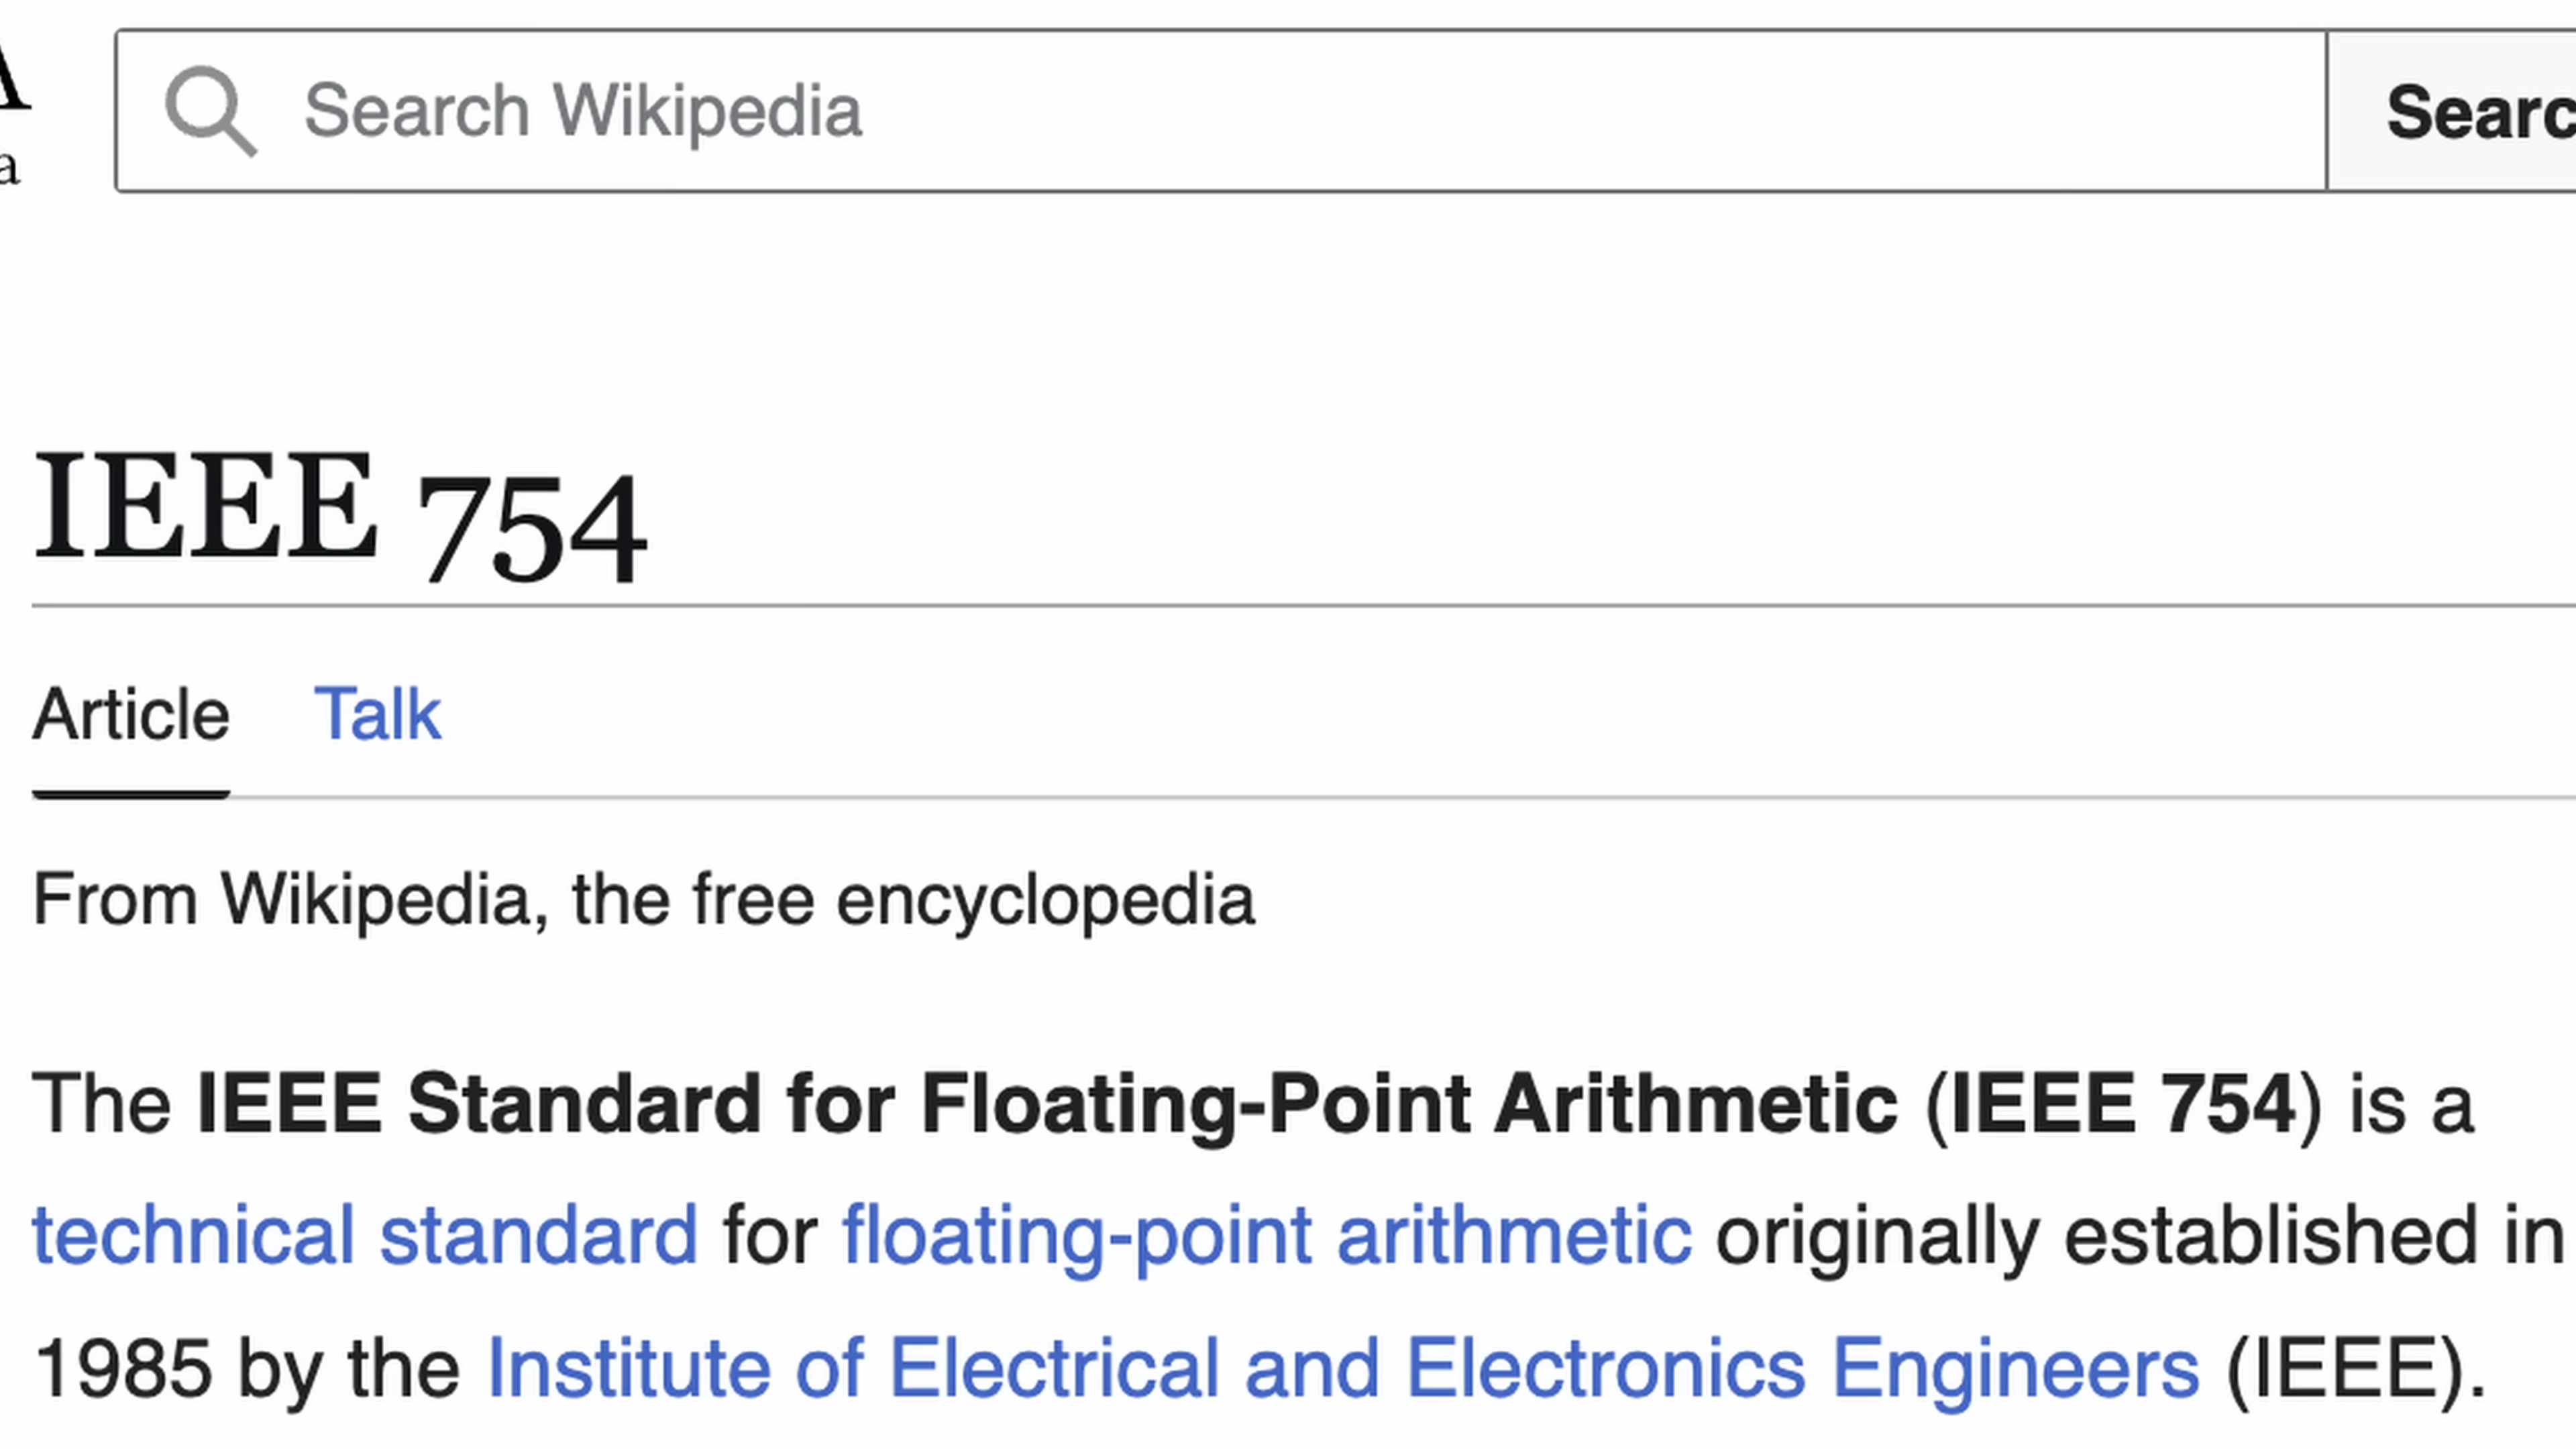 Search Wikipedia
IEEE 754
Article Talk
From Wikipedia, the free encyclopedia
The IEEE Standard for Floating-Point Arithmetic (IEEE 754) is a
technical standard for floating-point arithmetic originally established in
1985 by the Institute of Electrical and Electronics Engineers (IEEE).